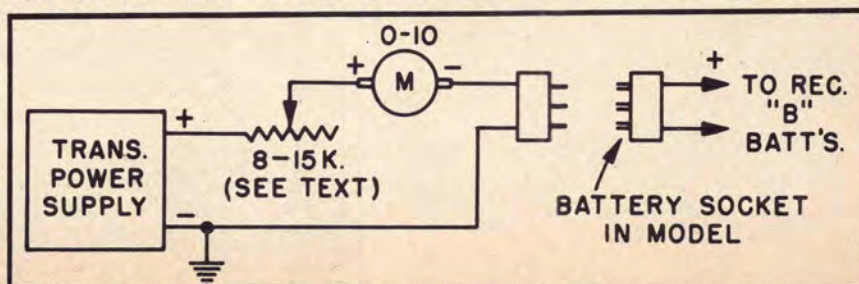 0-10
+
M
-
+
TRANS.
POWER
SUPPLY
-
8-15K.
(SEE TEXT)
+
TO REC.
"B"
BATT'S.
BATTERY SOCKET
IN MODEL